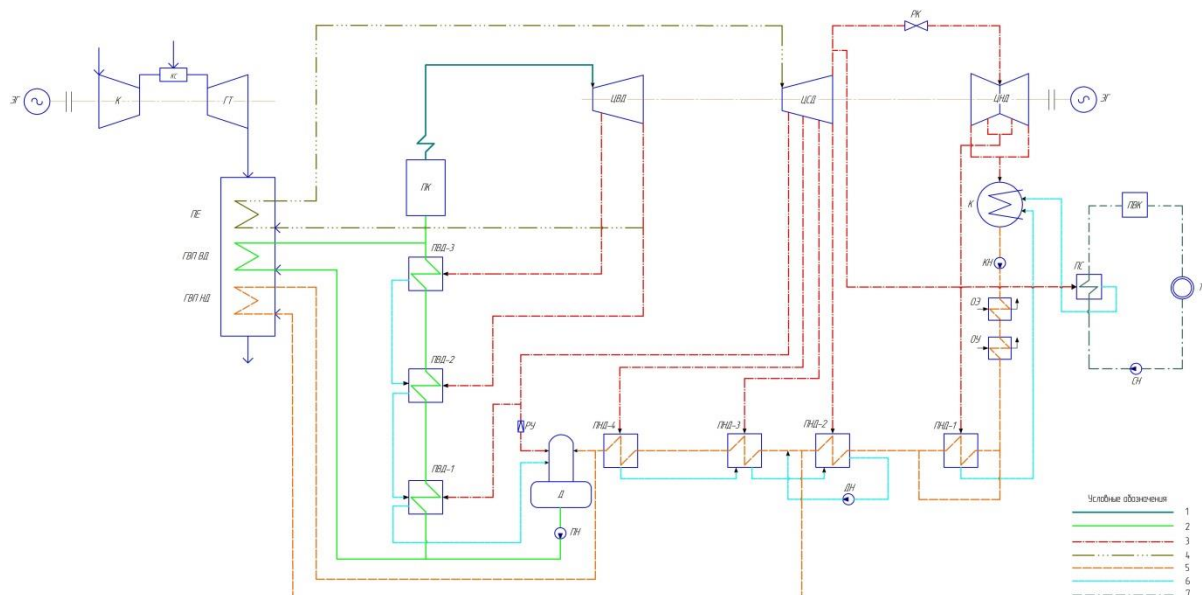 РК
кс
ЗГ
К
ГТ
ЦВД
ЦСД
ЦНД
ЗГ
ПК
ПЕ
К
ПВК
ГВП ВД
ПВД-3
КН
ПС
ГВП НД
ОЭ
ОУ
ПВД-2
СН
РУ
ПНД-4
ПНД-3
ПНД-2
ПНД-1
ПВД-1
Д
ДН
ПН
Условные обозначения
1
2
3
4
5
6
7